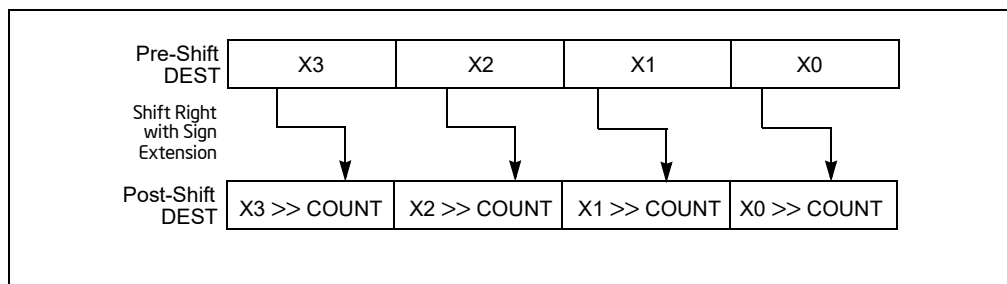 Pre-Shift
DEST
X3 X2 X1 X0
Shift Right
with Sign
Extension
Post-Shift
DEST
X3 >> COUNT X2 >> COUNT X1 >> COUNT X0 >> COUNT